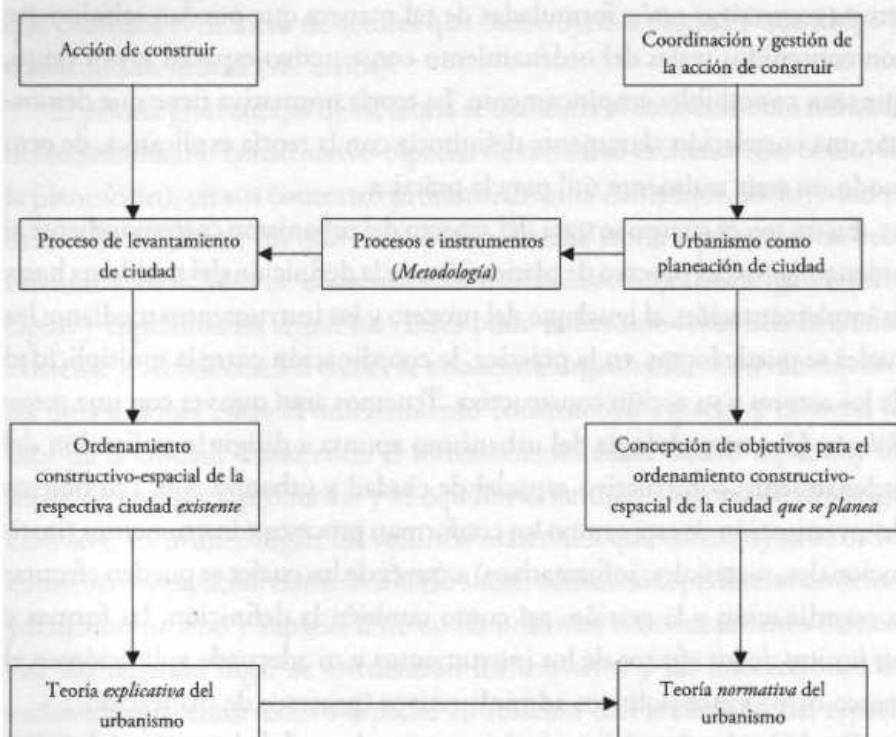 Acción de construir
Coordinación y gestión de
la acción de construir
Proceso de levantamiento
de ciudad
Procesos e instrumentos
(Metodología)
Urbanismo como
planeación de ciudad
Ordenamiento
constructivo-espacial de la
respectiva ciudad existente
Concepción de objetivos para el
ordenamiento constructivo-
espacial de la ciudad que se planea
Teoría explicativa del
urbanismo
Teoría normativa del
urbanismo